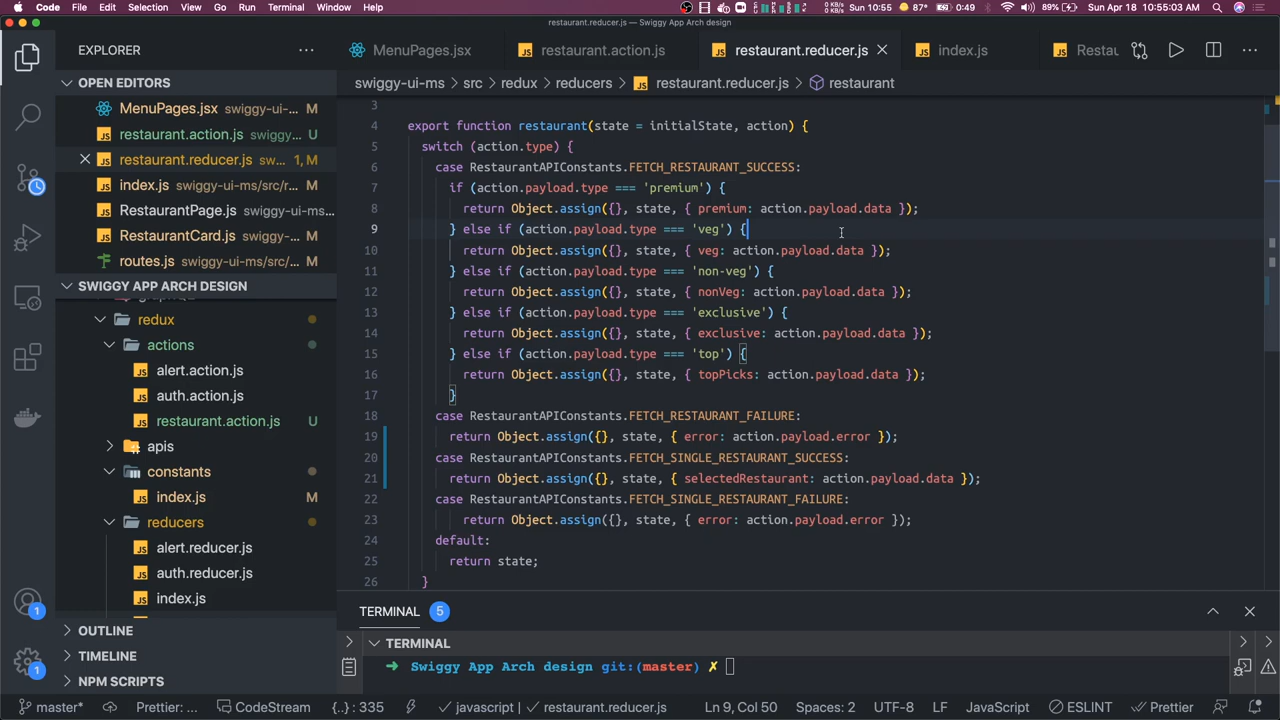 Code File Edit Selection View Go Run Terminal Window Help
0 KB/s
0 KB/s
Sun 10:55 87° 0:49 89% Sun Apr 18 10:55:03 AM
restaurant.reducer.js — Swiggy App Arch design
EXPLORER
MenuPages.jsx restaurant.action.js restaurant.reducer.js index.js Restau
OPEN EDITORS
swiggy-ui-ms > src > redux > reducers > restaurant.reducer.js > restaurant
MenuPages.jsx swiggy-ui-... M
restaurant.action.js swiggy... U
restaurant.reducer.js sw... 1, M
index.js swiggy-ui-ms/src/r...
RestaurantPage.js swiggy-ui-ms...
RestaurantCard.js swiggy-ui-ms...
routes.js swiggy-ui-ms/src/...
SWIGGY APP ARCH DESIGN
redux
actions
alert.action.js
auth.action.js
restaurant.action.js U
apis
constants
index.js M
reducers
alert.reducer.js
auth.reducer.js
index.js
OUTLINE
TIMELINE
NPM SCRIPTS
3
4 export function restaurant(state = initialState, action) {
5 switch (action.type) {
6 case RestaurantAPIConstants.FETCH_RESTAURANT_SUCCESS:
7 if (action.payload.type === 'premium') {
8 return Object.assign({}, state, { premium: action.payload.data });
9 } else if (action.payload.type === 'veg') {
10 return Object.assign({}, state, { veg: action.payload.data });
11 } else if (action.payload.type === 'non-veg') {
12 return Object.assign({}, state, { nonVeg: action.payload.data });
13 } else if (action.payload.type === 'exclusive') {
14 return Object.assign({}, state, { exclusive: action.payload.data });
15 } else if (action.payload.type === 'top') {
16 return Object.assign({}, state, { topPicks: action.payload.data });
17 }
18 case RestaurantAPIConstants.FETCH_RESTAURANT_FAILURE:
19 return Object.assign({}, state, { error: action.payload.error });
20 case RestaurantAPIConstants.FETCH_SINGLE_RESTAURANT_SUCCESS:
21 return Object.assign({}, state, { selectedRestaurant: action.payload.data });
22 case RestaurantAPIConstants.FETCH_SINGLE_RESTAURANT_FAILURE:
23 return Object.assign({}, state, { error: action.payload.error });
24 default:
25 return state;
26 }
TERMINAL 5
TERMINAL
➜ Swiggy App Arch design git:(master) ✗
1
1
master* Prettier: ... CodeStream {..} : 335 ✓ javascript | ✓ restaurant.reducer.js Ln 9, Col 50 Spaces: 2 UTF-8 LF JavaScript ESLINT Prettier